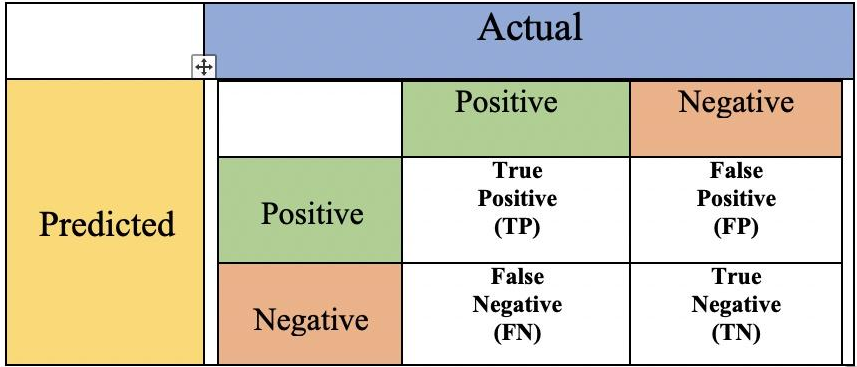 Actual
Positive
Negative
Predicted
Positive
True
Positive
(TP)
False
Positive
(FP)
Negative
False
Negative
(FN)
True
Negative
(TN)